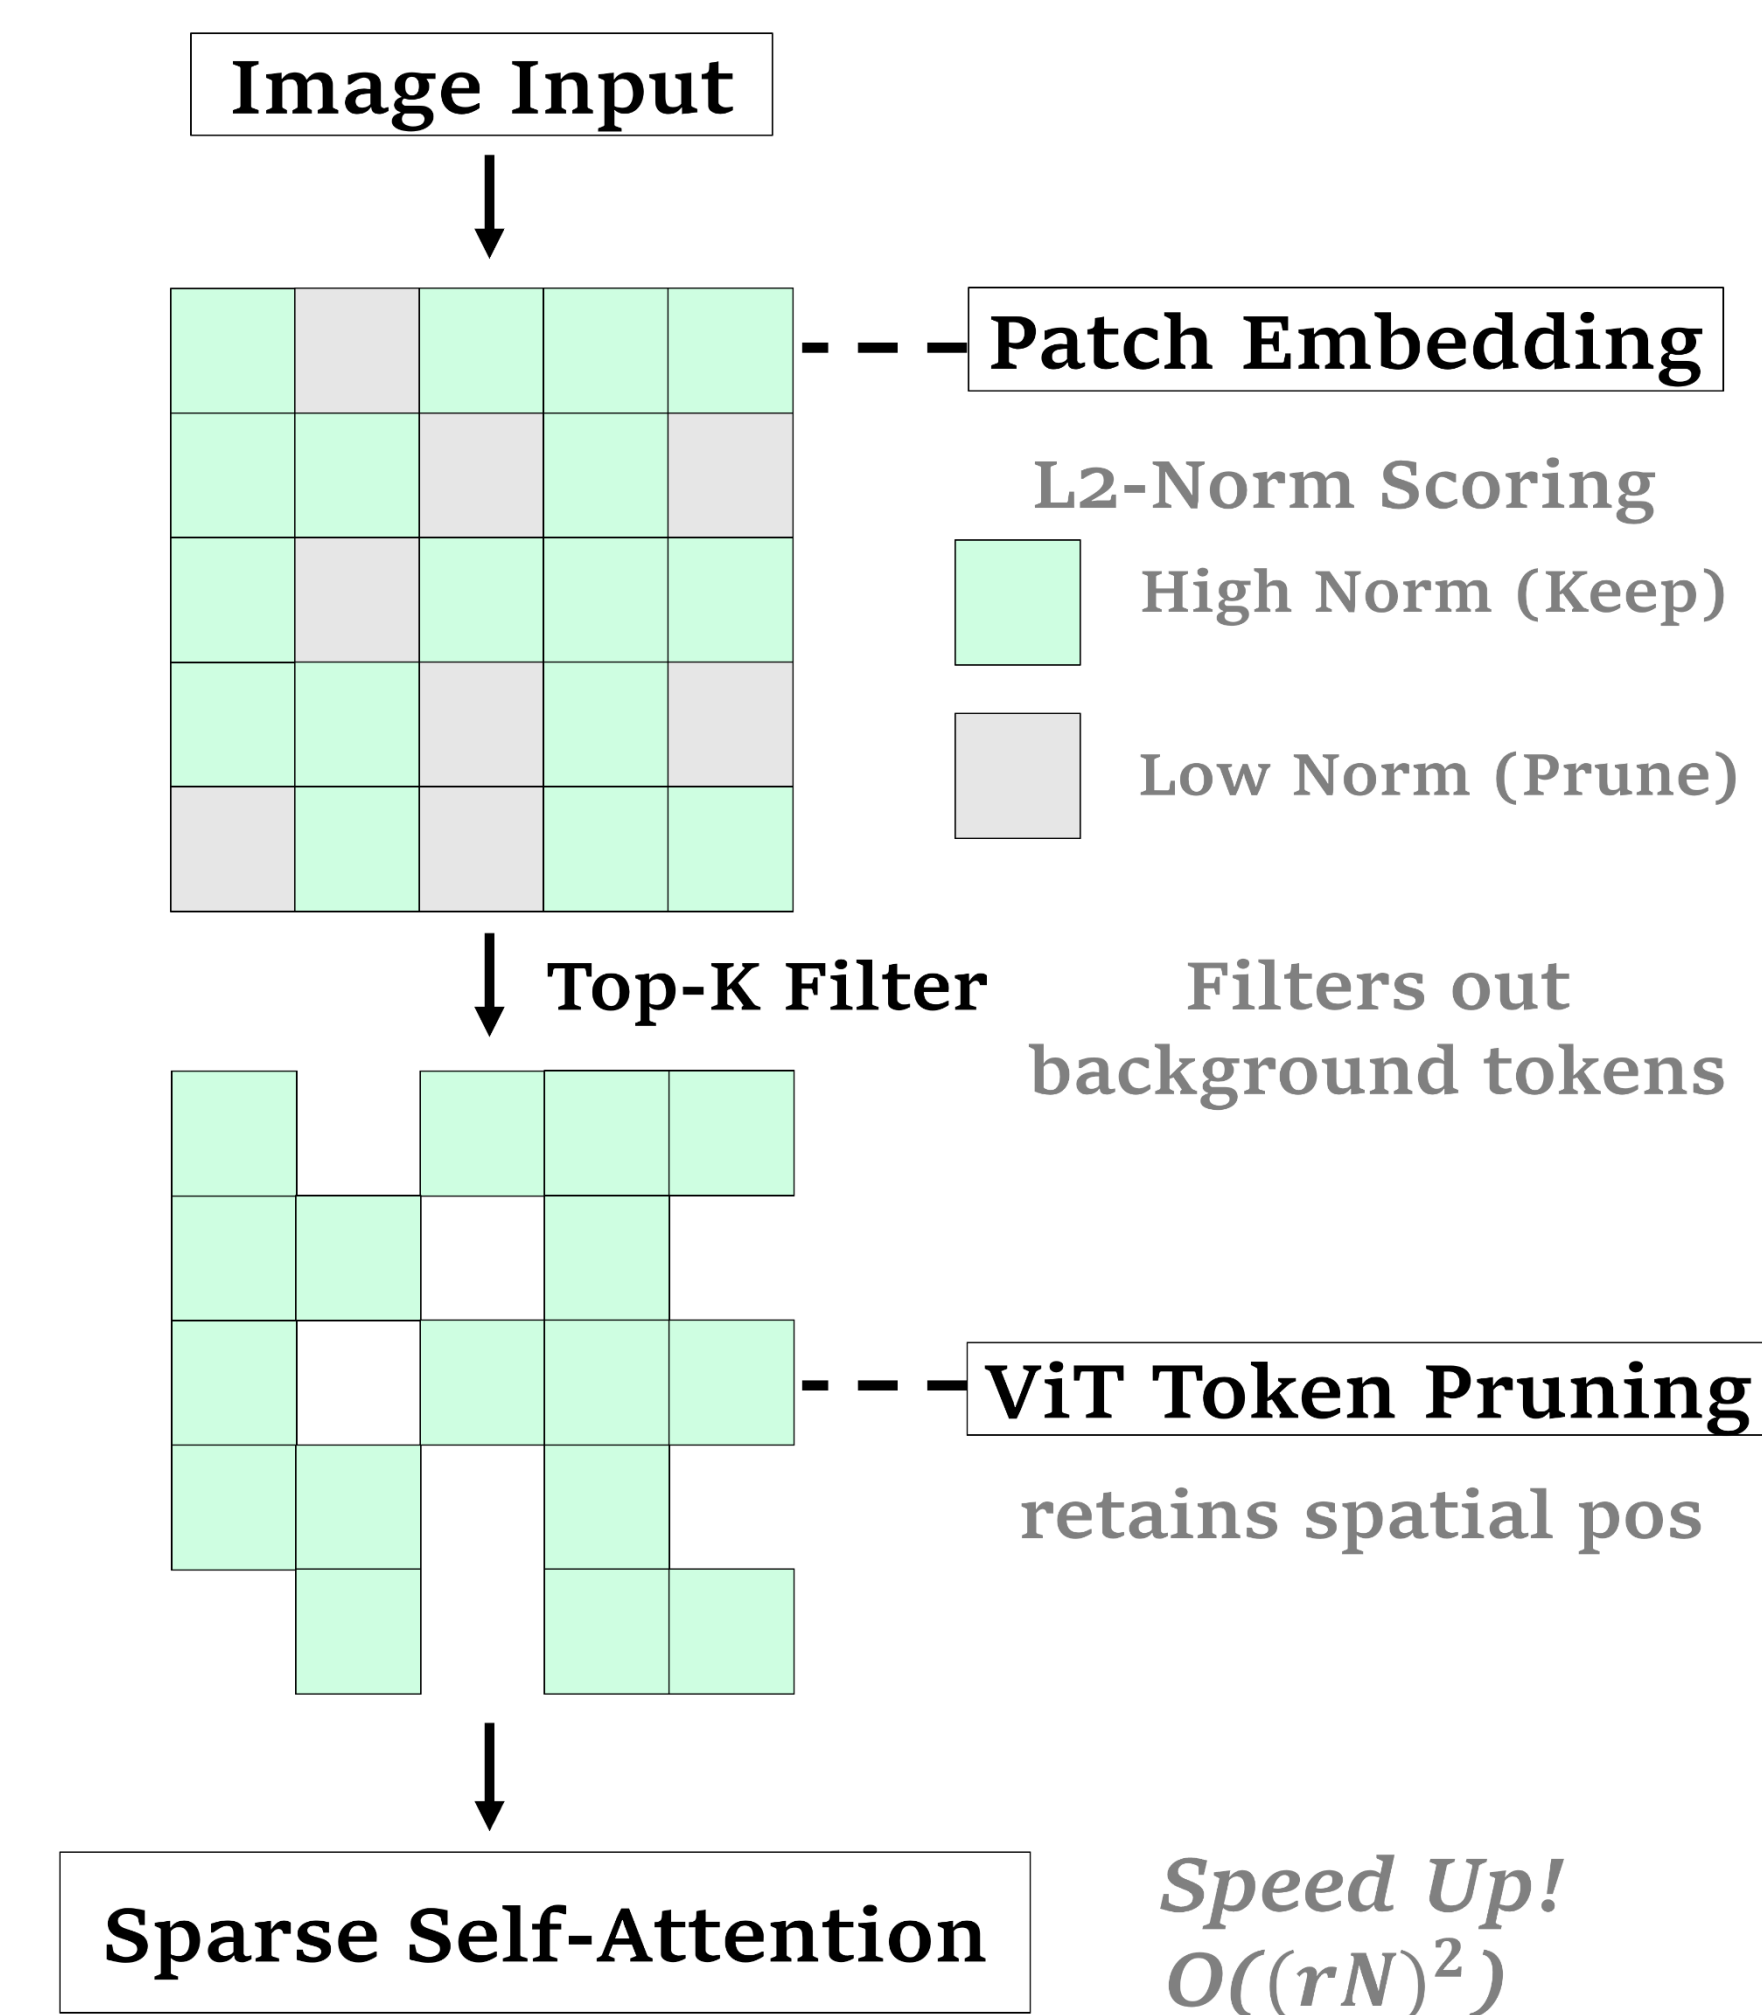 Image Input
Patch Embedding
L2-Norm Scoring
High Norm (Keep)
Low Norm (Prune)
Top-K Filter
Filters out
background tokens
ViT Token Pruning
retains spatial pos
Sparse Self-Attention
Speed Up!
O((rN)²)